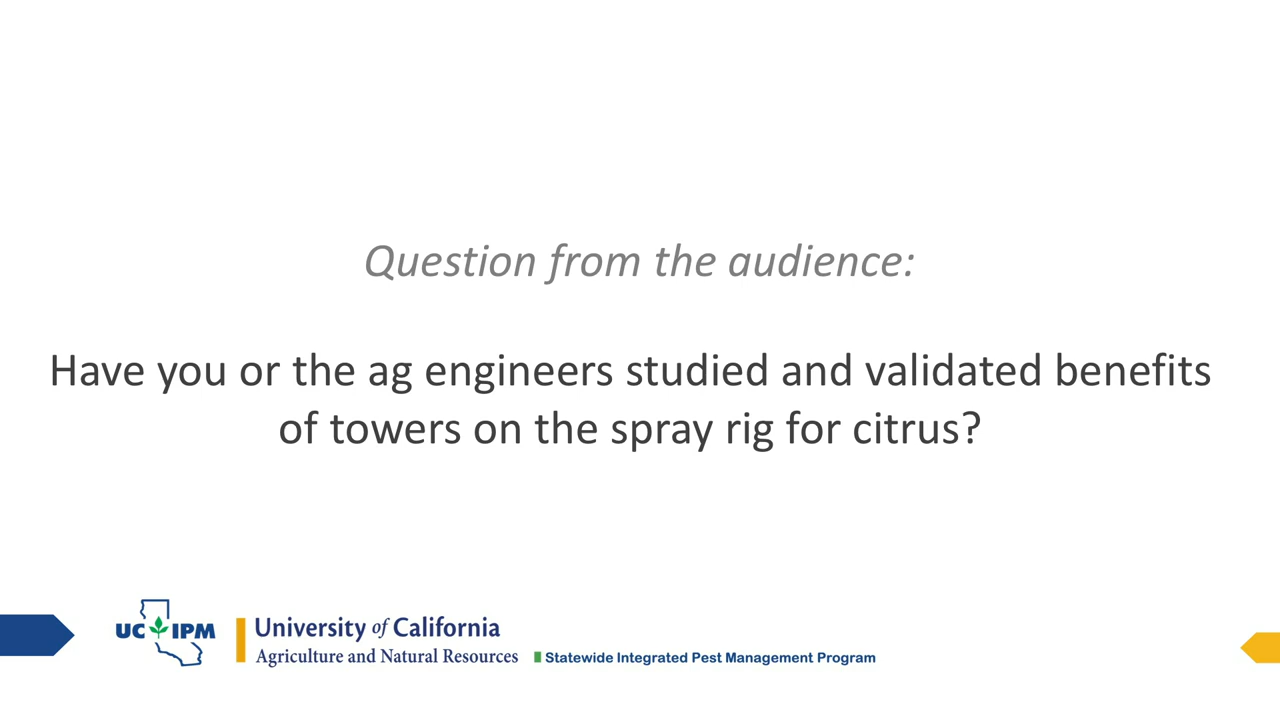 Question from the audience:
Have you or the ag engineers studied and validated benefits
of towers on the spray rig for citrus?
UC IPM
University of California
Agriculture and Natural Resources
Statewide Integrated Pest Management Program